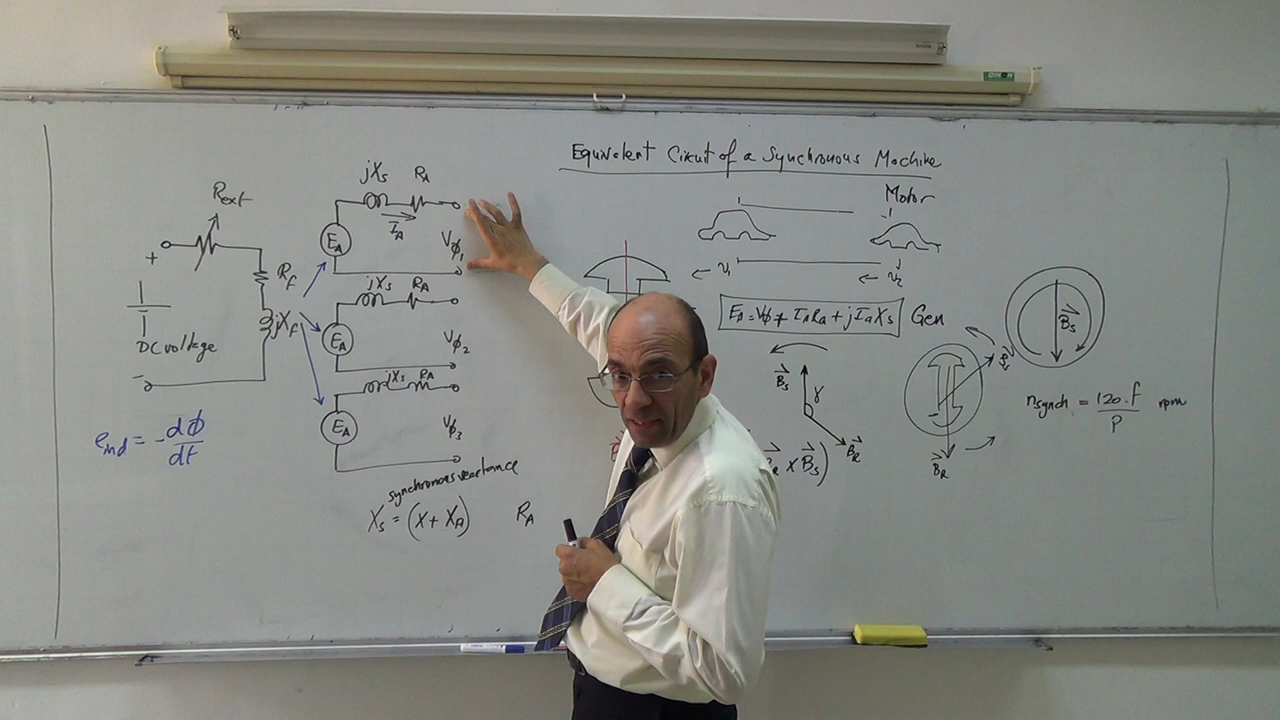 Equivalent Circuit of a Synchronous Machine
Motor
Rext
+
Rf
jXf
DC voltage
-
eind = -dϕ/dt
jXs RA
IA
EA
Vϕ1
jXs RA
EA
Vϕ2
jXs RA
EA
Vϕ3
synchronous reactance
Xs = (X + XA)
RA
v1
v2
EA = Vϕ + IARA + jIaXs Gen
Bs
γ
BR
× Bs)
Bs
BR
Bs
nsynch. = 120.f/P rpm